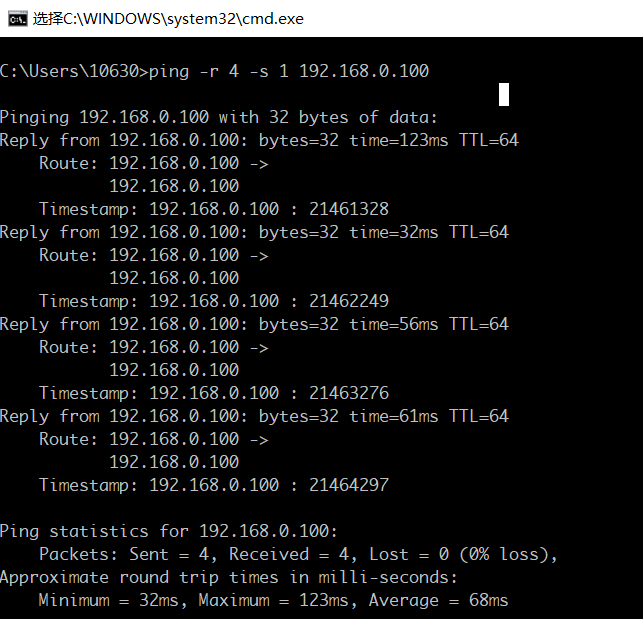 选择C:\WINDOWS\system32\cmd.exe
C:\Users\10630>ping -r 4 -s 1 192.168.0.100
Pinging 192.168.0.100 with 32 bytes of data:
Reply from 192.168.0.100: bytes=32 time=123ms TTL=64
Route: 192.168.0.100 ->
192.168.0.100
Timestamp: 192.168.0.100 : 21461328
Reply from 192.168.0.100: bytes=32 time=32ms TTL=64
Route: 192.168.0.100 ->
192.168.0.100
Timestamp: 192.168.0.100 : 21462249
Reply from 192.168.0.100: bytes=32 time=56ms TTL=64
Route: 192.168.0.100 ->
192.168.0.100
Timestamp: 192.168.0.100 : 21463276
Reply from 192.168.0.100: bytes=32 time=61ms TTL=64
Route: 192.168.0.100 ->
192.168.0.100
Timestamp: 192.168.0.100 : 21464297
Ping statistics for 192.168.0.100:
Packets: Sent = 4, Received = 4, Lost = 0 (0% loss),
Approximate round trip times in milli-seconds:
Minimum = 32ms, Maximum = 123ms, Average = 68ms